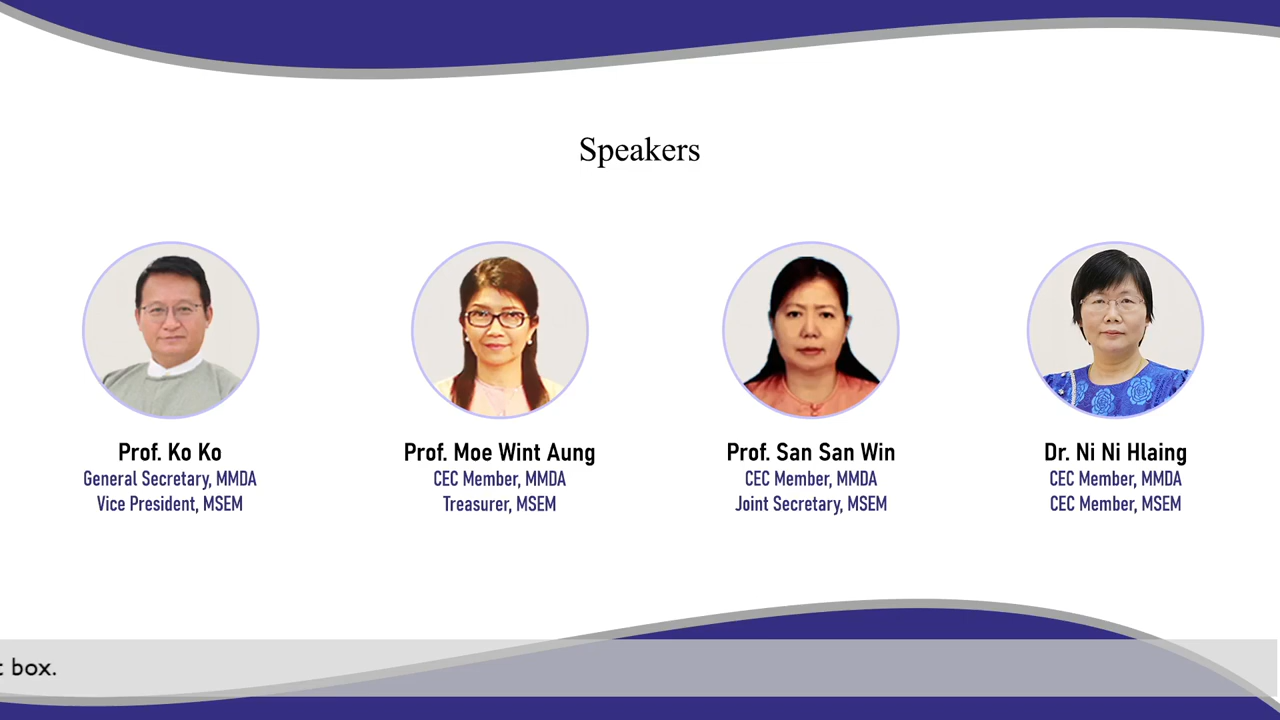 Speakers
Prof. Ko Ko
General Secretary, MMDA
Vice President, MSEM
Prof. Moe Wint Aung
CEC Member, MMDA
Treasurer, MSEM
Prof. San San Win
CEC Member, MMDA
Joint Secretary, MSEM
Dr. Ni Ni Hlaing
CEC Member, MMDA
CEC Member, MSEM
box.